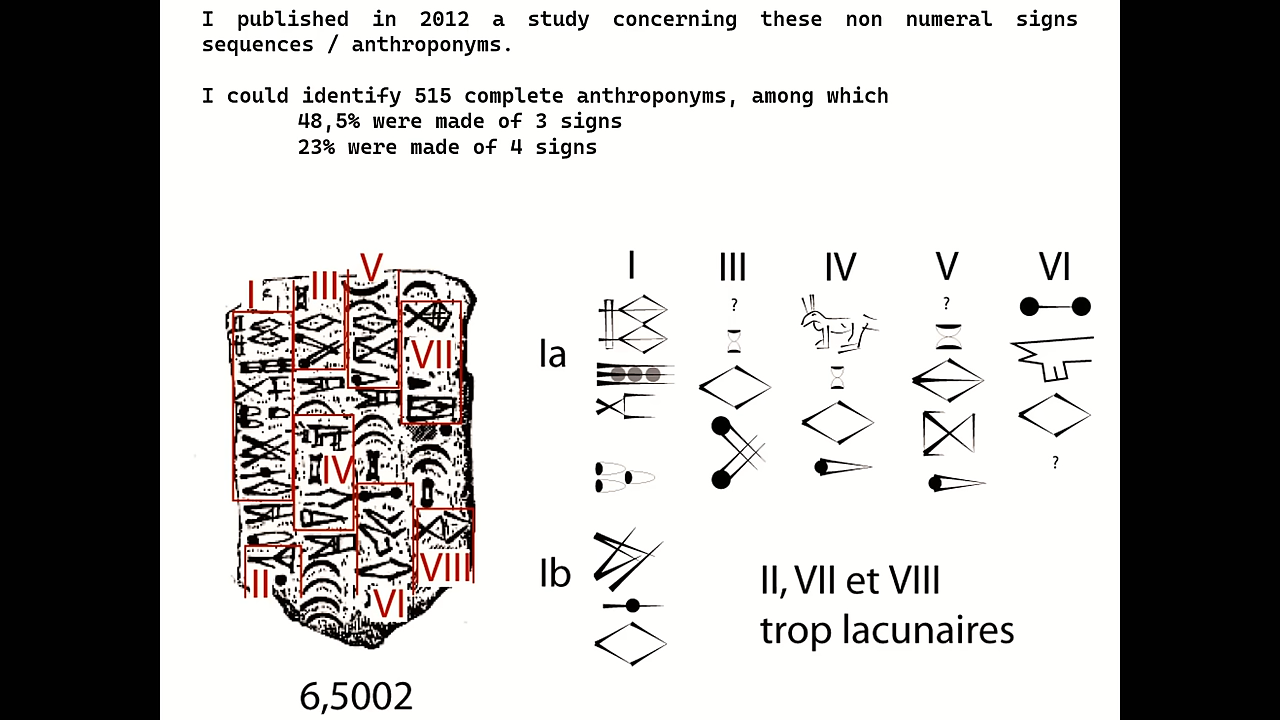 I published in 2012 a study concerning these non numeral signs
sequences / anthroponyms.
I could identify 515 complete anthroponyms, among which
48,5% were made of 3 signs
23% were made of 4 signs
I III V
VII
IV
II VI VIII
6,5002
I III IV V VI
? ?
Ia
?
Ib
II, VII et VIII
trop lacunaires